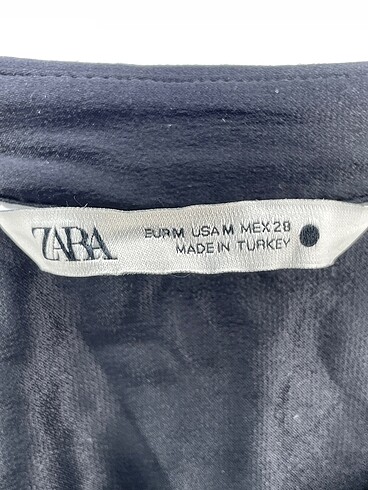 ZARA
EUR M USA M MEX 28
MADE IN TURKEY